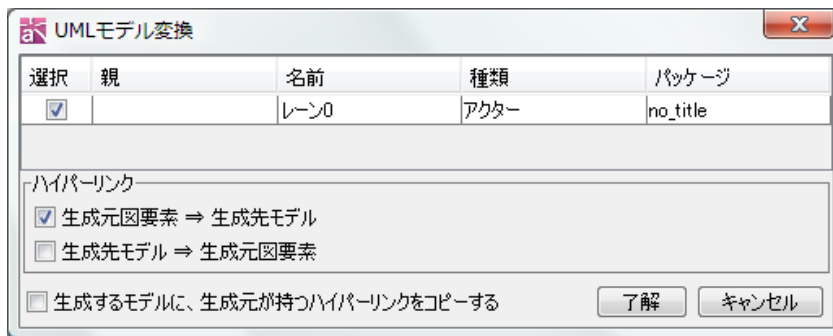 UMLモデル変換
選択 親 名前 種類 パッケージ
レーン0 アクター no_title
ハイパーリンク
生成元図要素 ⇒ 生成先モデル
生成先モデル ⇒ 生成元図要素
生成するモデルに、生成元が持つハイパーリンクをコピーする 了解 キャンセル